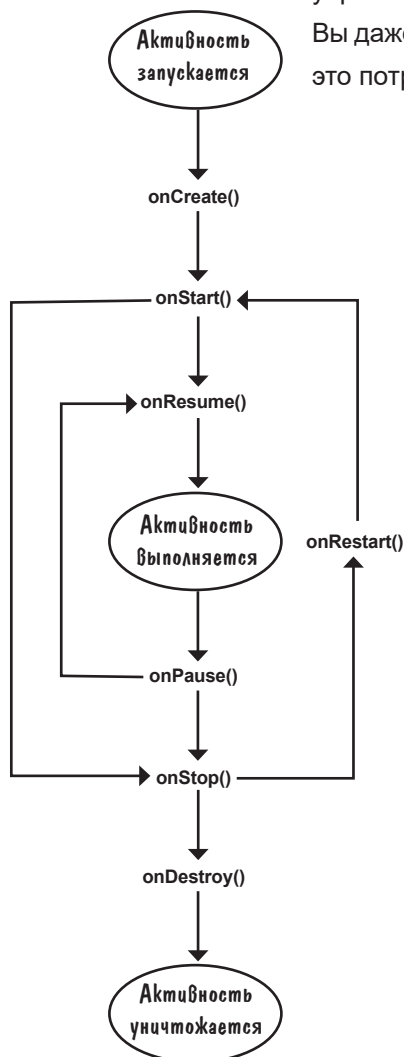 Вы даже
это потр
Активность
запускается
onCreate()
onStart()
onResume()
Активность
выполняется
onRestart()
onPause()
onStop()
onDestroy()
Активность
уничтожается